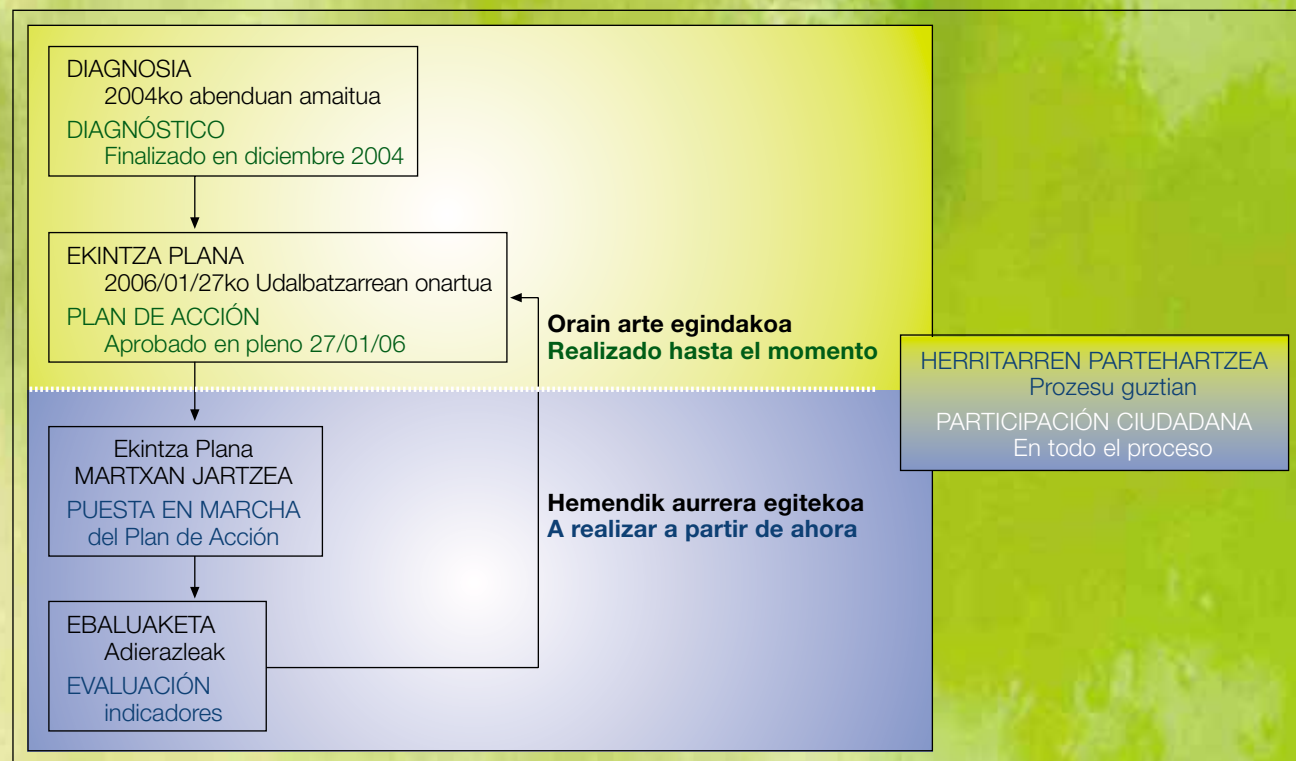 DIAGNOSIA
2004ko abenduan amaitua
DIAGNÓSTICO
Finalizado en diciembre 2004
EKINTZA PLANA
2006/01/27ko Udalbatzarrean onartua
PLAN DE ACCIÓN
Aprobado en pleno 27/01/06
Orain arte egindakoa
Realizado hasta el momento
HERRITARREN PARTEHARTZEA
Prozesu guztian
PARTICIPACIÓN CIUDADANA
En todo el proceso
Ekintza Plana
MARTXAN JARTZEA
PUESTA EN MARCHA
del Plan de Acción
Hemendik aurrera egitekoa
A realizar a partir de ahora
EBALUAKETA
Adierazleak
EVALUACIÓN
indicadores